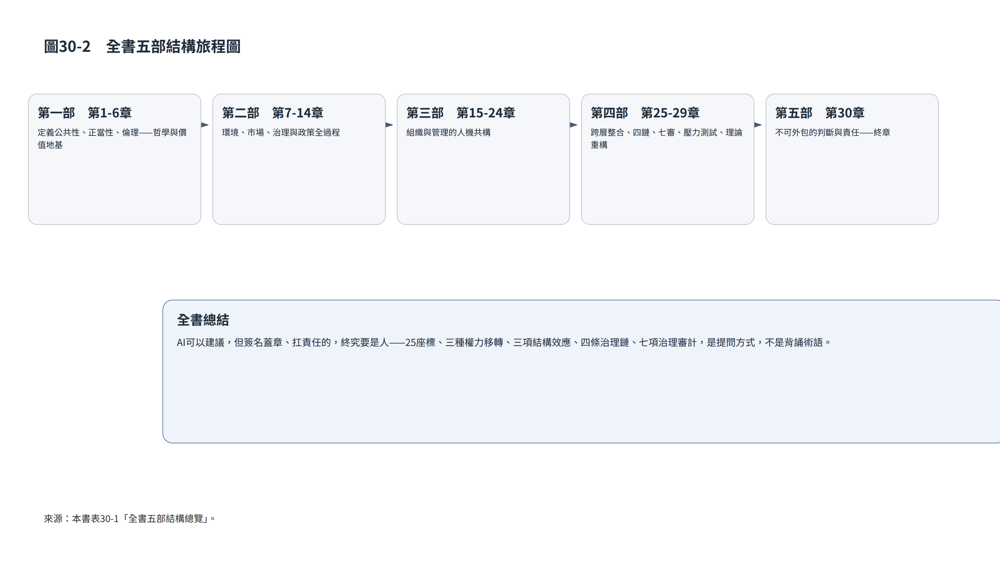 圖30-2　全書五部結構旅程圖
第一部　第1-6章
定義公共性、正當性、倫理——哲學與價
值地基
第二部　第7-14章
環境、市場、治理與政策全過程
第三部　第15-24章
組織與管理的人機共構
第四部　第25-29章
跨層整合、四鏈、七審、壓力測試、理論
重構
第五部　第30章
不可外包的判斷與責任——終章
全書總結
AI可以建議，但簽名蓋章、扛責任的，終究要是人——25座標、三種權力移轉、三項結構效應、四條治理鏈、七項治理審計，是提問方式，不是背誦術語。
來源：本書表30-1「全書五部結構總覽」。